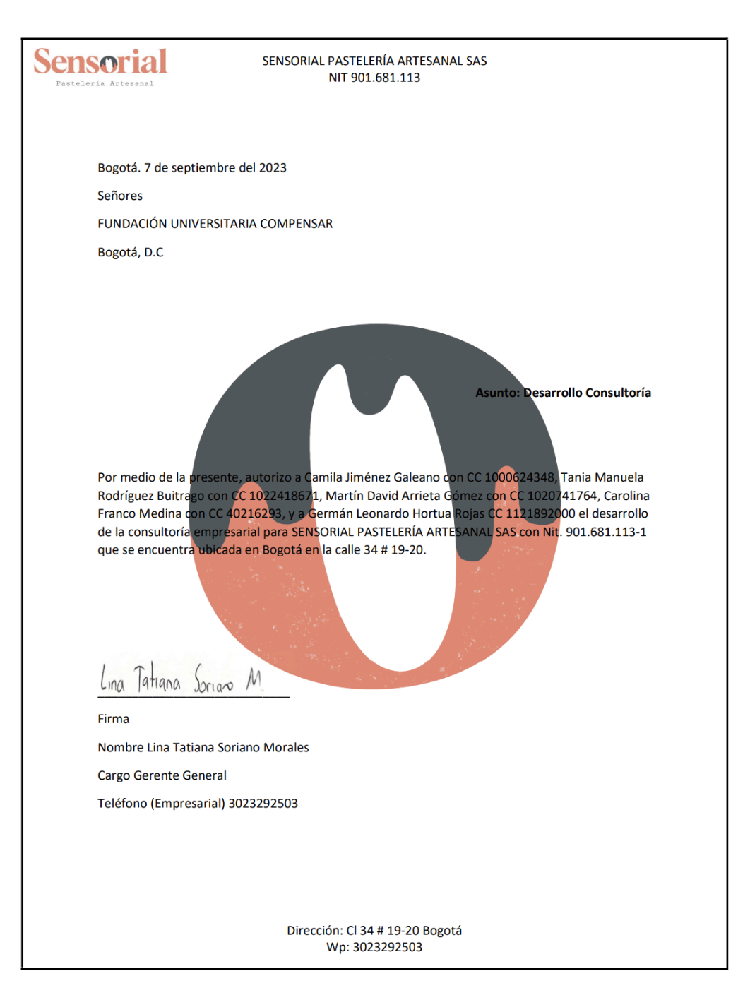 Sensorial
Pastelería Artesanal
SENSORIAL PASTELERÍA ARTESANAL SAS
NIT 901.681.113
Bogotá. 7 de septiembre del 2023
Señores
FUNDACIÓN UNIVERSITARIA COMPENSAR
Bogotá, D.C
Asunto: Desarrollo Consultoría
Por medio de la presente, autorizo a Camila Jiménez Galeano con CC 1000624348, Tania Manuela
Rodríguez Buitrago con CC 1022418671, Martín David Arrieta Gómez con CC 1020741764, Carolina
Franco Medina con CC 40216293, y a Germán Leonardo Hortua Rojas CC 1121892000 el desarrollo
de la consultoría empresarial para SENSORIAL PASTELERÍA ARTESANAL SAS con Nit. 901.681.113-1
que se encuentra ubicada en Bogotá en la calle 34 # 19-20.
Lina Tatiana Soriano M
Firma
Nombre Lina Tatiana Soriano Morales
Cargo Gerente General
Teléfono (Empresarial) 3023292503
Dirección: Cl 34 # 19-20 Bogotá
Wp: 3023292503